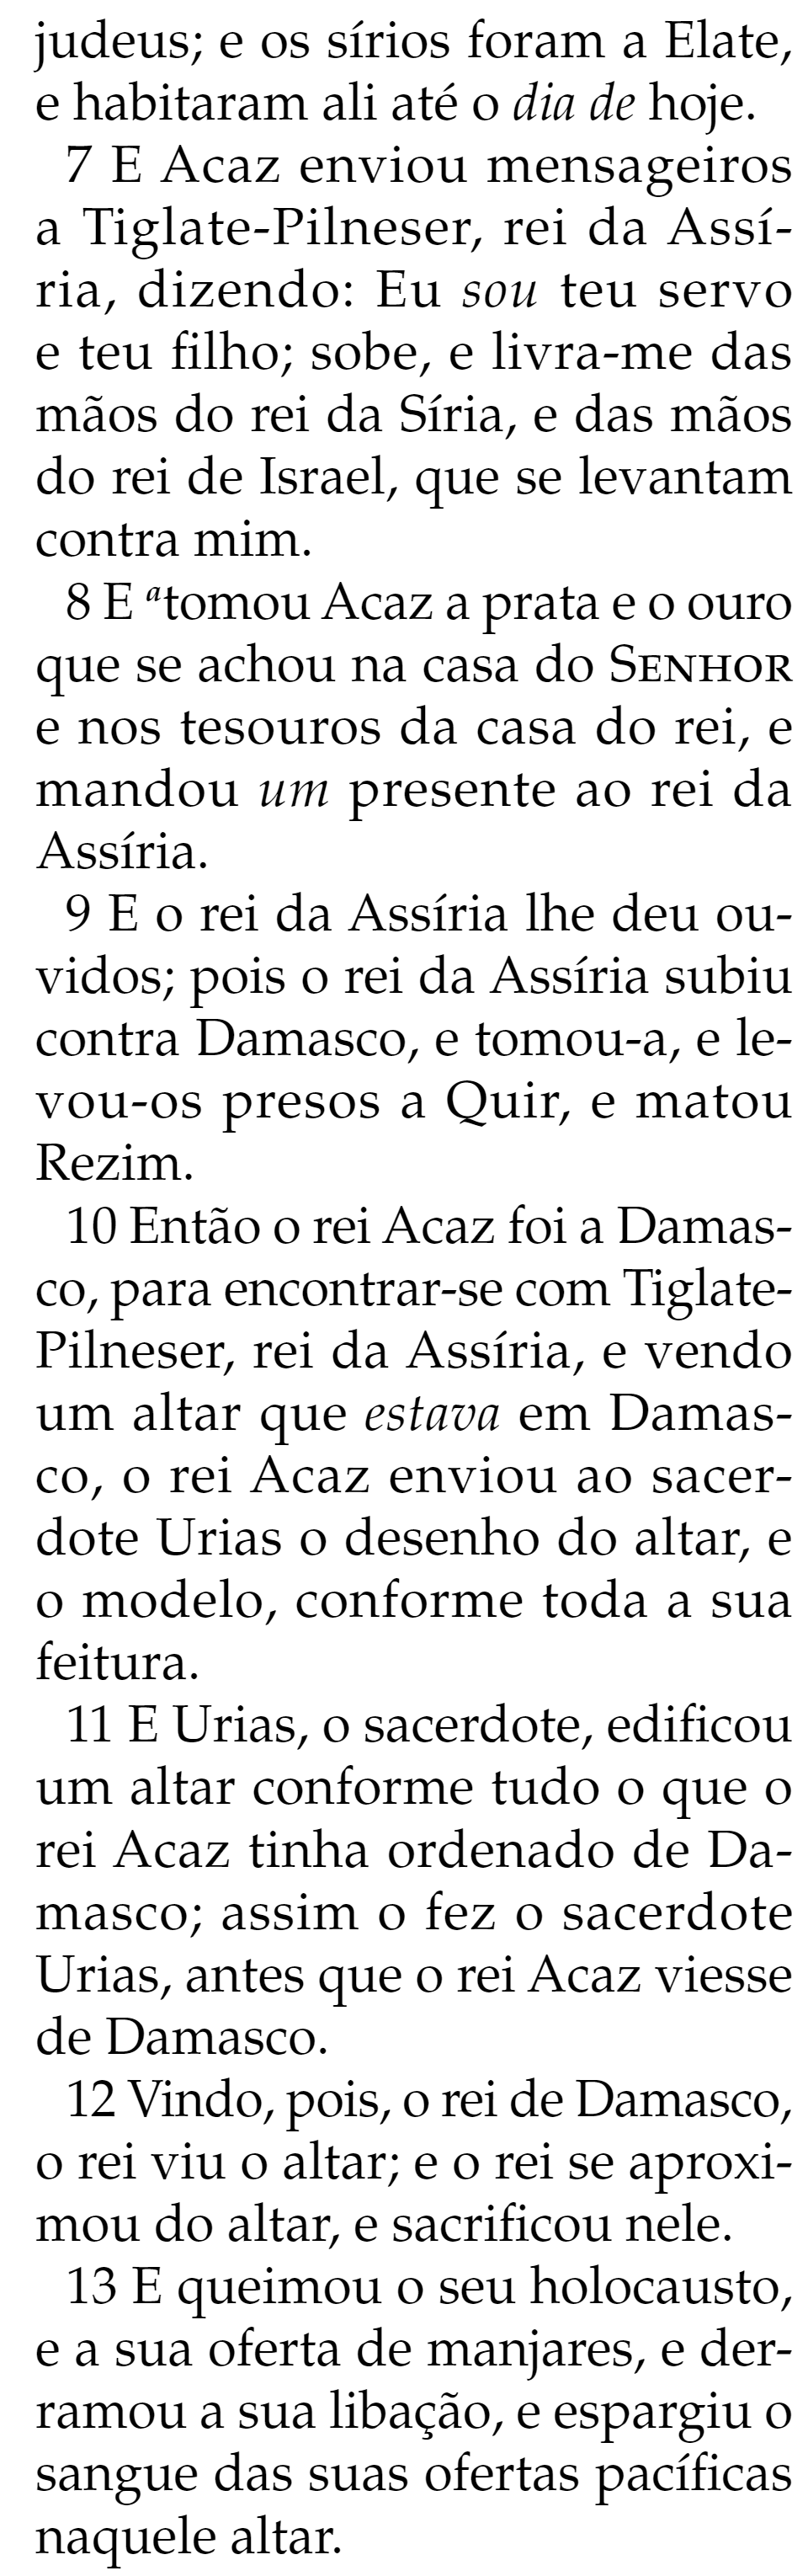 judeus; e os sírios foram a Elate,
e habitaram ali até o dia de hoje.
7 E Acaz enviou mensageiros
a Tiglate-Pilneser, rei da Assí-
ria, dizendo: Eu sou teu servo
e teu filho; sobe, e livra-me das
mãos do rei da Síria, e das mãos
do rei de Israel, que se levantam
contra mim.
8 E ᵃtomou Acaz a prata e o ouro
que se achou na casa do SENHOR
e nos tesouros da casa do rei, e
mandou um presente ao rei da
Assíria.
9 E o rei da Assíria lhe deu ou-
vidos; pois o rei da Assíria subiu
contra Damasco, e tomou-a, e le-
vou-os presos a Quir, e matou
Rezim.
10 Então o rei Acaz foi a Damas-
co, para encontrar-se com Tiglate-
Pilneser, rei da Assíria, e vendo
um altar que estava em Damas-
co, o rei Acaz enviou ao sacer-
dote Urias o desenho do altar, e
o modelo, conforme toda a sua
feitura.
11 E Urias, o sacerdote, edificou
um altar conforme tudo o que o
rei Acaz tinha ordenado de Da-
masco; assim o fez o sacerdote
Urias, antes que o rei Acaz viesse
de Damasco.
12 Vindo, pois, o rei de Damasco,
o rei viu o altar; e o rei se aproxi-
mou do altar, e sacrificou nele.
13 E queimou o seu holocausto,
e a sua oferta de manjares, e der-
ramou a sua libação, e espargiu o
sangue das suas ofertas pacíficas
naquele altar.